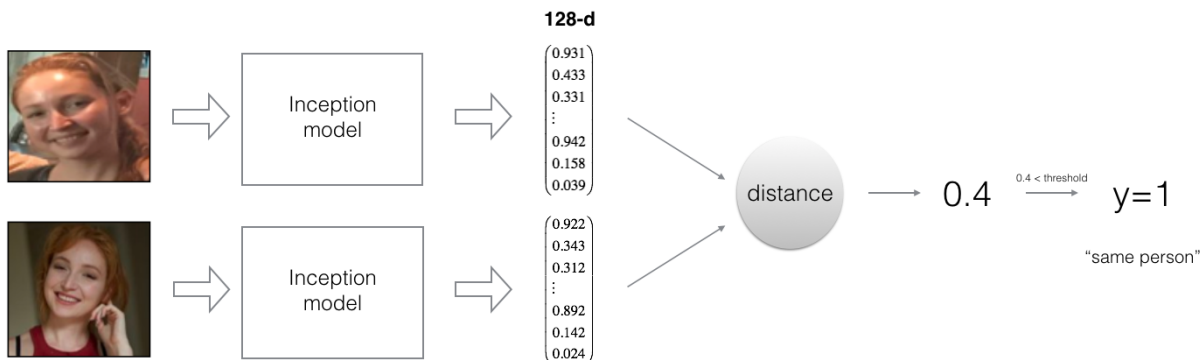 128-d
Inception
model
0.931
0.433
0.331
⋮
0.942
0.158
0.039
distance
0.4
0.4 < threshold
y=1
“same person”
Inception
model
0.922
0.343
0.312
⋮
0.892
0.142
0.024